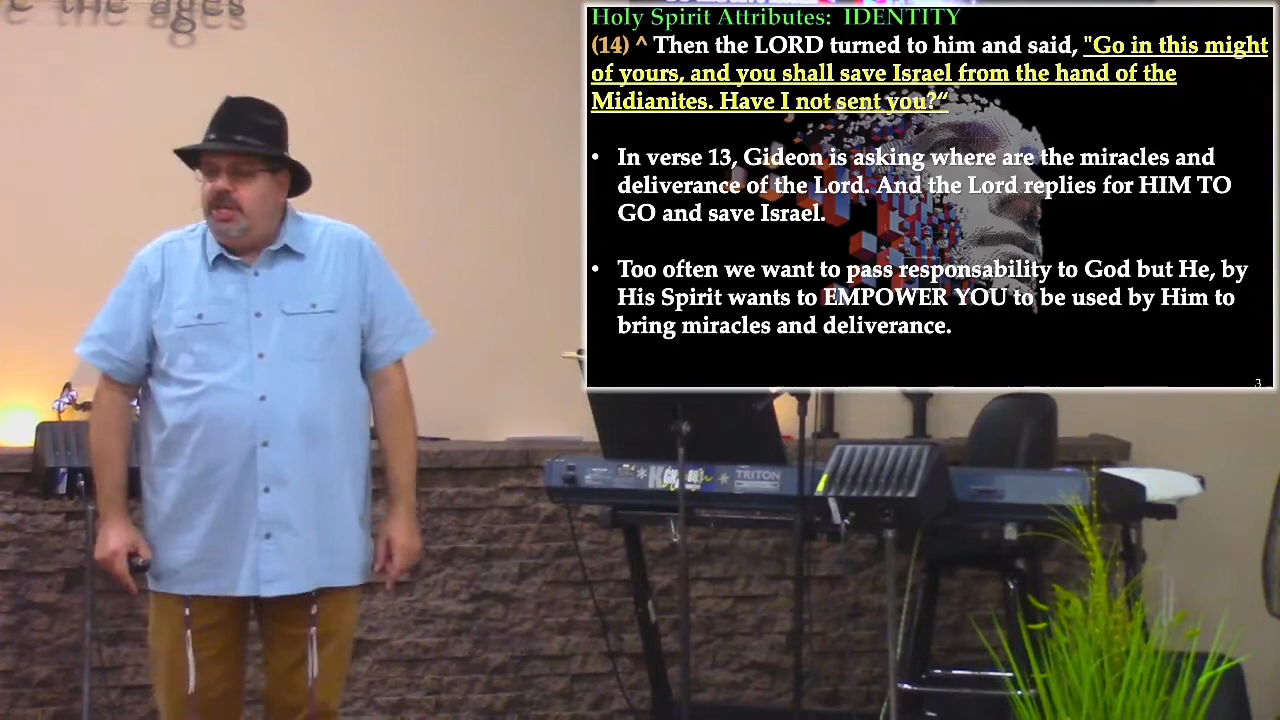 c the ages
Holy Spirit Attributes: IDENTITY
(14) ^ Then the LORD turned to him and said, "Go in this might
of yours, and you shall save Israel from the hand of the
Midianites. Have I not sent you?“
• In verse 13, Gideon is asking where are the miracles and
deliverance of the Lord. And the Lord replies for HIM TO
GO and save Israel.
• Too often we want to pass responsability to God but He, by
His Spirit wants to EMPOWER YOU to be used by Him to
bring miracles and deliverance.
3
TRITON